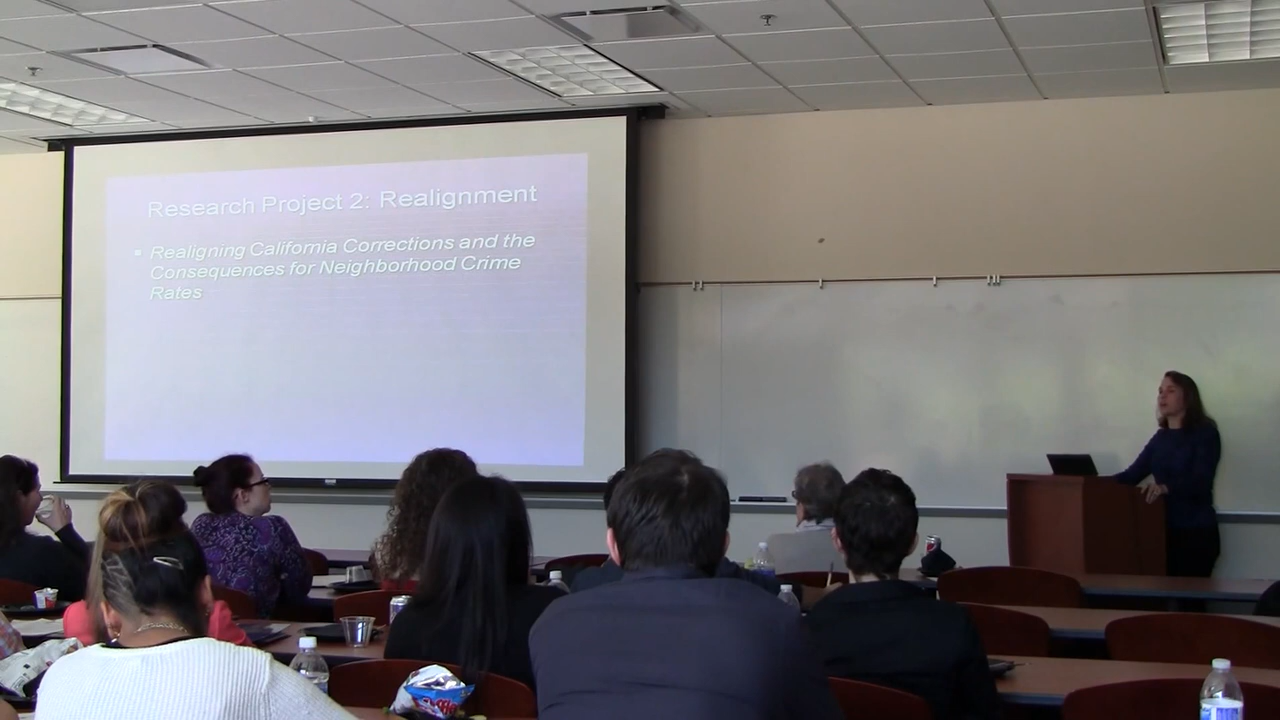 Research Project 2: Realignment
▪ Realigning California Corrections and the
Consequences for Neighborhood Crime
Rates